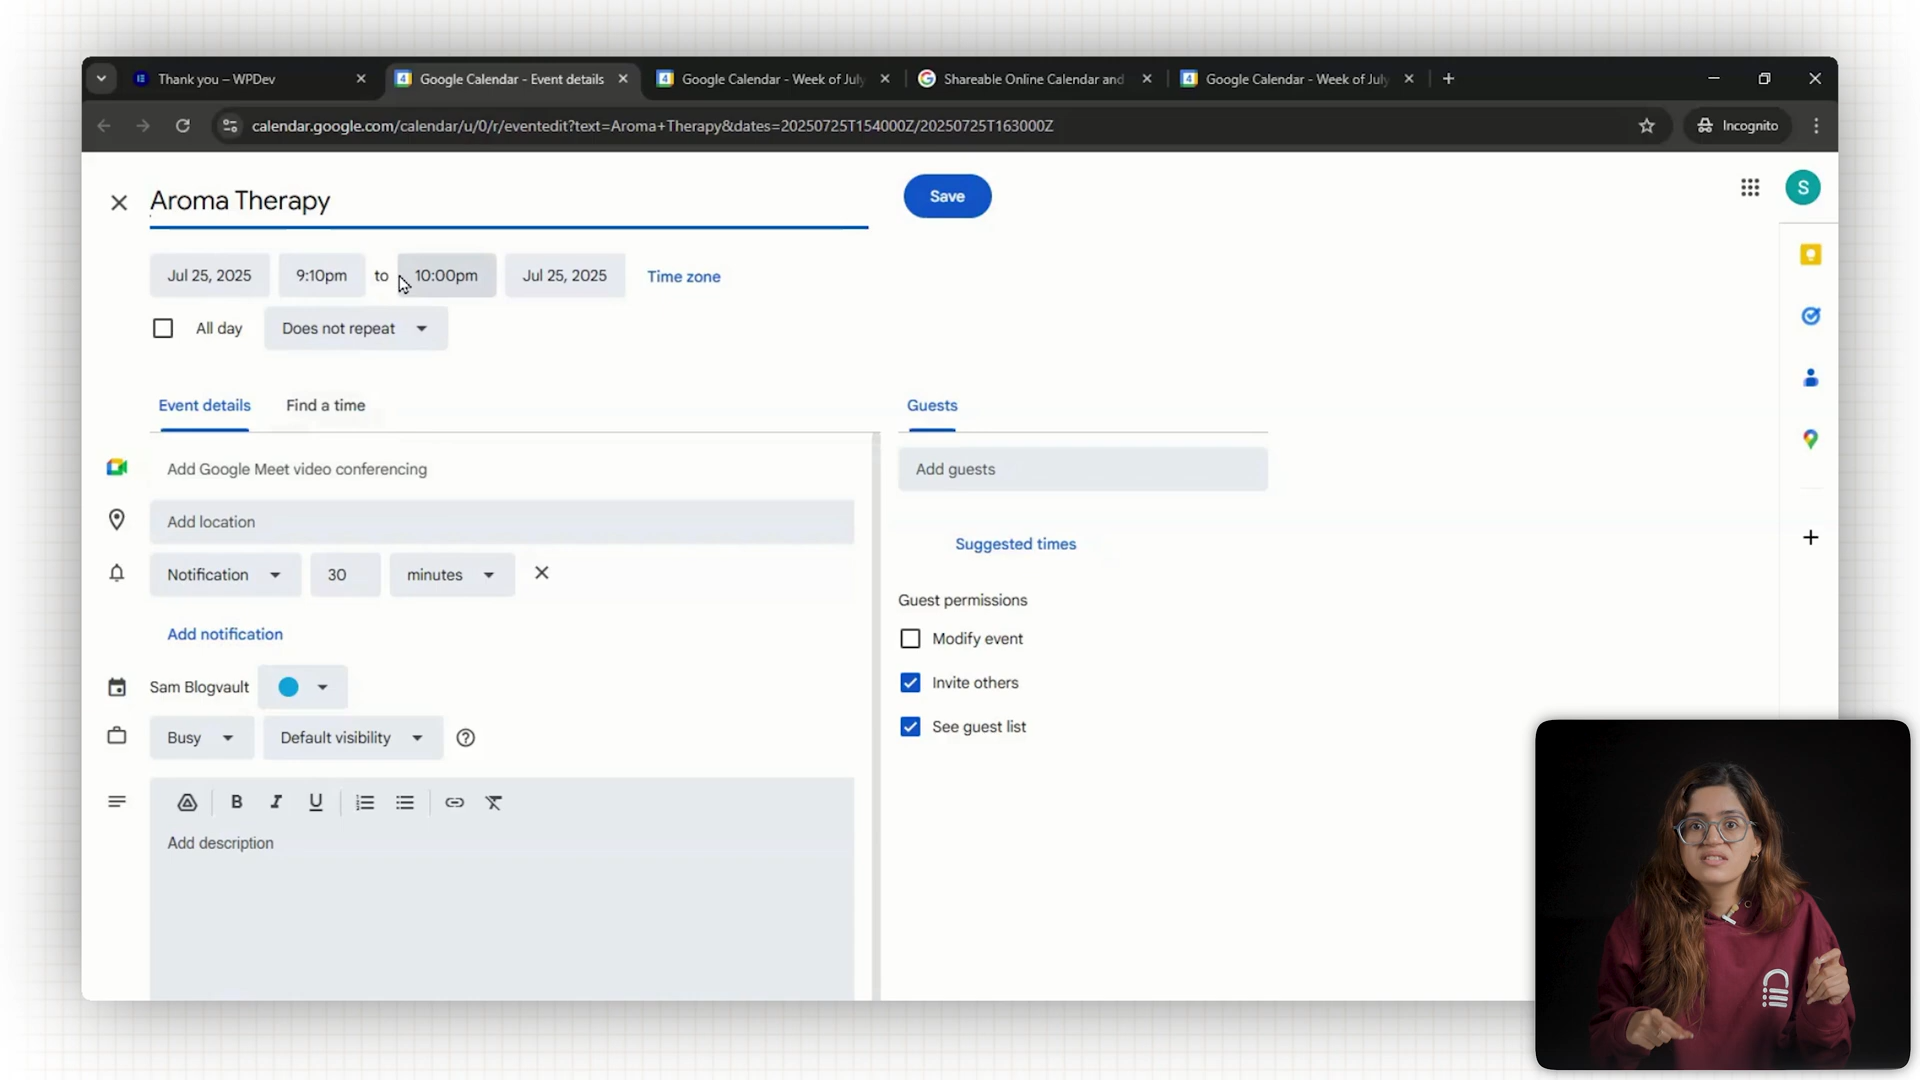 Thank you – WPDev
Google Calendar - Event details
Google Calendar - Week of July
Shareable Online Calendar and
Google Calendar - Week of July
calendar.google.com/calendar/u/0/r/eventedit?text=Aroma+Therapy&dates=20250725T154000Z/20250725T163000Z
Incognito
Aroma Therapy
Save
S
Jul 25, 2025
9:10pm
to
10:00pm
Jul 25, 2025
Time zone
All day
Does not repeat
Event details
Find a time
Guests
Add Google Meet video conferencing
Add guests
Add location
Suggested times
Notification
30
minutes
Guest permissions
Add notification
Modify event
Sam Blogvault
Invite others
Busy
Default visibility
See guest list
B I U
Add description